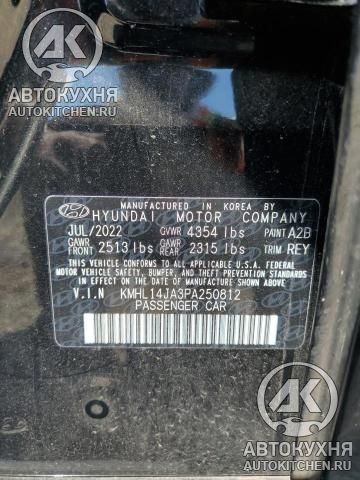 АК
АВТОКУХНЯ
AUTOKITCHEN.RU
MANUFACTURED IN KOREA BY
HYUNDAI MOTOR COMPANY
JUL/2022 GVWR 4354 lbs PAINT A2B
GAWR FRONT 2513 lbs GAWR REAR 2315 lbs TRIM REY
THIS VEHICLE CONFORMS TO ALL APPLICABLE U.S.A. FEDERAL
MOTOR VEHICLE SAFETY, BUMPER, AND THEFT PREVENTION STANDARDS
IN EFFECT ON THE DATE OF MANUFACTURE SHOWN ABOVE.
V.I.N KMHL14JA3PA250812
PASSENGER CAR
АК
АВТОКУХНЯ
AUTOKITCHEN.RU